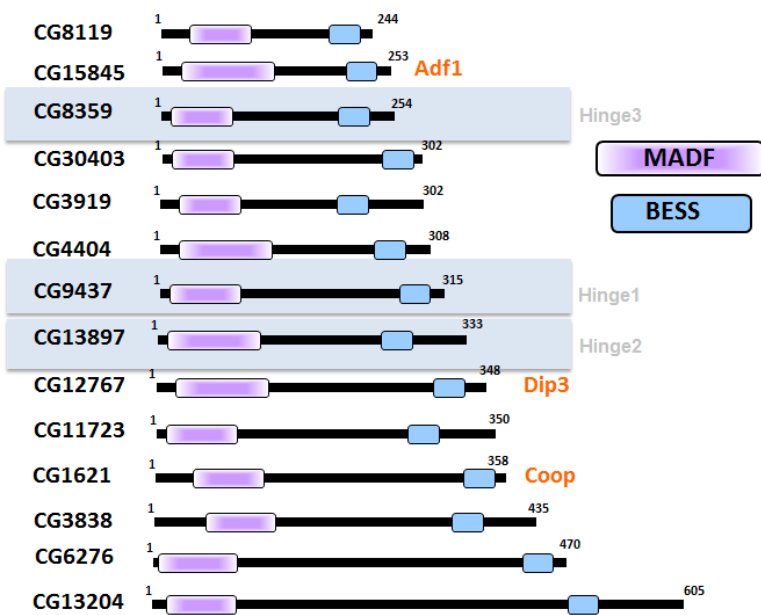 CG8119 1 244
CG15845 1 253 Adf1
CG8359 1 254 Hinge3
CG30403 1 302
MADF
CG3919 1 302
BESS
CG4404 1 308
CG9437 1 315 Hinge1
CG13897 1 333 Hinge2
CG12767 1 348 Dip3
CG11723 1 350
CG1621 1 358 Coop
CG3838 1 435
CG6276 1 470
CG13204 1 605